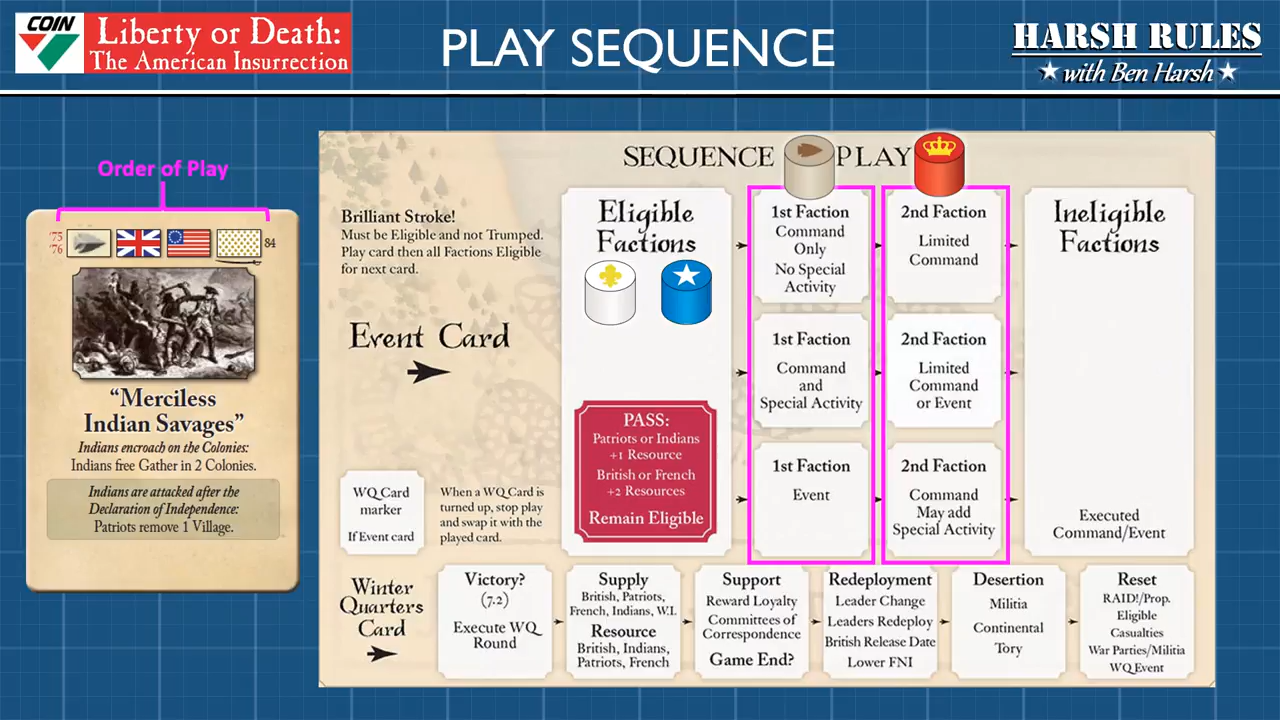 COIN
Liberty or Death:
The American Insurrection
PLAY SEQUENCE
HARSH RULES
with Ben Harsh
Order of Play
'75
'76
84
"Merciless
Indian Savages"
Indians encroach on the Colonies:
Indians free Gather in 2 Colonies.
Indians are attacked after the
Declaration of Independence:
Patriots remove 1 Village.
SEQUENCE PLAY
Brilliant Stroke!
Must be Eligible and not Trumped.
Play card then all Factions Eligible
for next card.
Event Card
WQ Card
marker
If Event card
When a WQ Card is
turned up, stop play
and swap it with the
played card.
Eligible
Factions
PASS:
Patriots or Indians
+1 Resource
British or French
+2 Resources
Remain Eligible
1st Faction
Command
Only
No Special
Activity
2nd Faction
Limited
Command
1st Faction
Command
and
Special Activity
2nd Faction
Limited
Command
or Event
1st Faction
Event
2nd Faction
Command
May add
Special Activity
Ineligible
Factions
Executed
Command/Event
Winter
Quarters
Card
Victory?
(7.2)
Execute WQ
Round
Supply
British, Patriots,
French, Indians, W.I.
Resource
British, Indians,
Patriots, French
Support
Reward Loyalty
Committees of
Correspondence
Game End?
Redeployment
Leader Change
Leaders Redeploy
British Release Date
Lower FNI
Desertion
Militia
Continental
Tory
Reset
RAID!/Prop.
Eligible
Casualties
War Parties/Militia
WQ Event